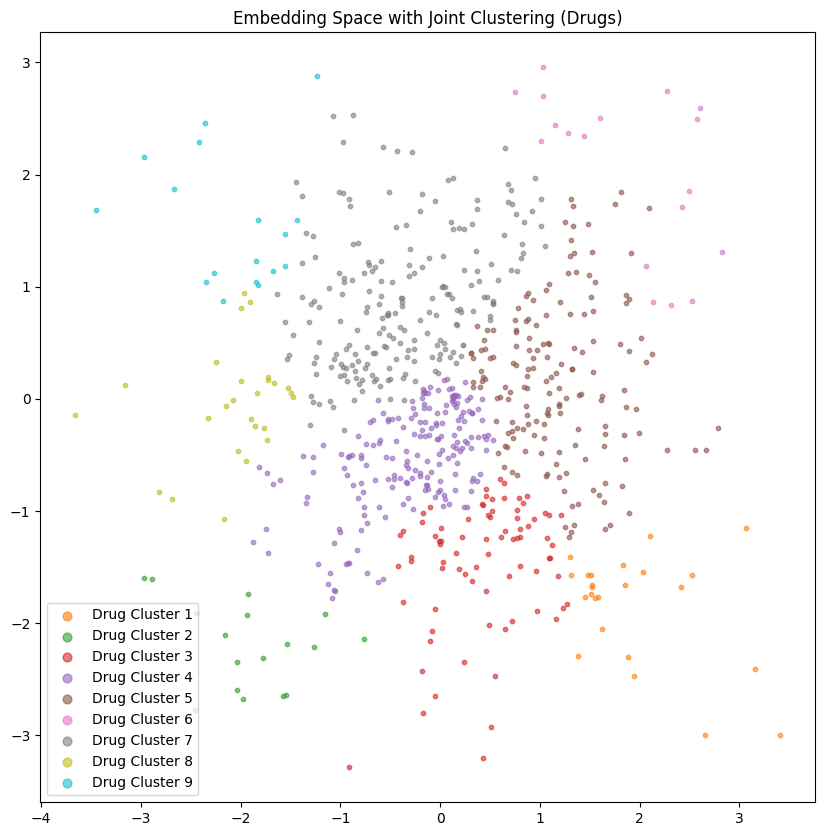 Embedding Space with Joint Clustering (Drugs)
3
2
1
0
−1
−2
−3
Drug Cluster 1
Drug Cluster 2
Drug Cluster 3
Drug Cluster 4
Drug Cluster 5
Drug Cluster 6
Drug Cluster 7
Drug Cluster 8
Drug Cluster 9
−4 −3 −2 −1 0 1 2 3